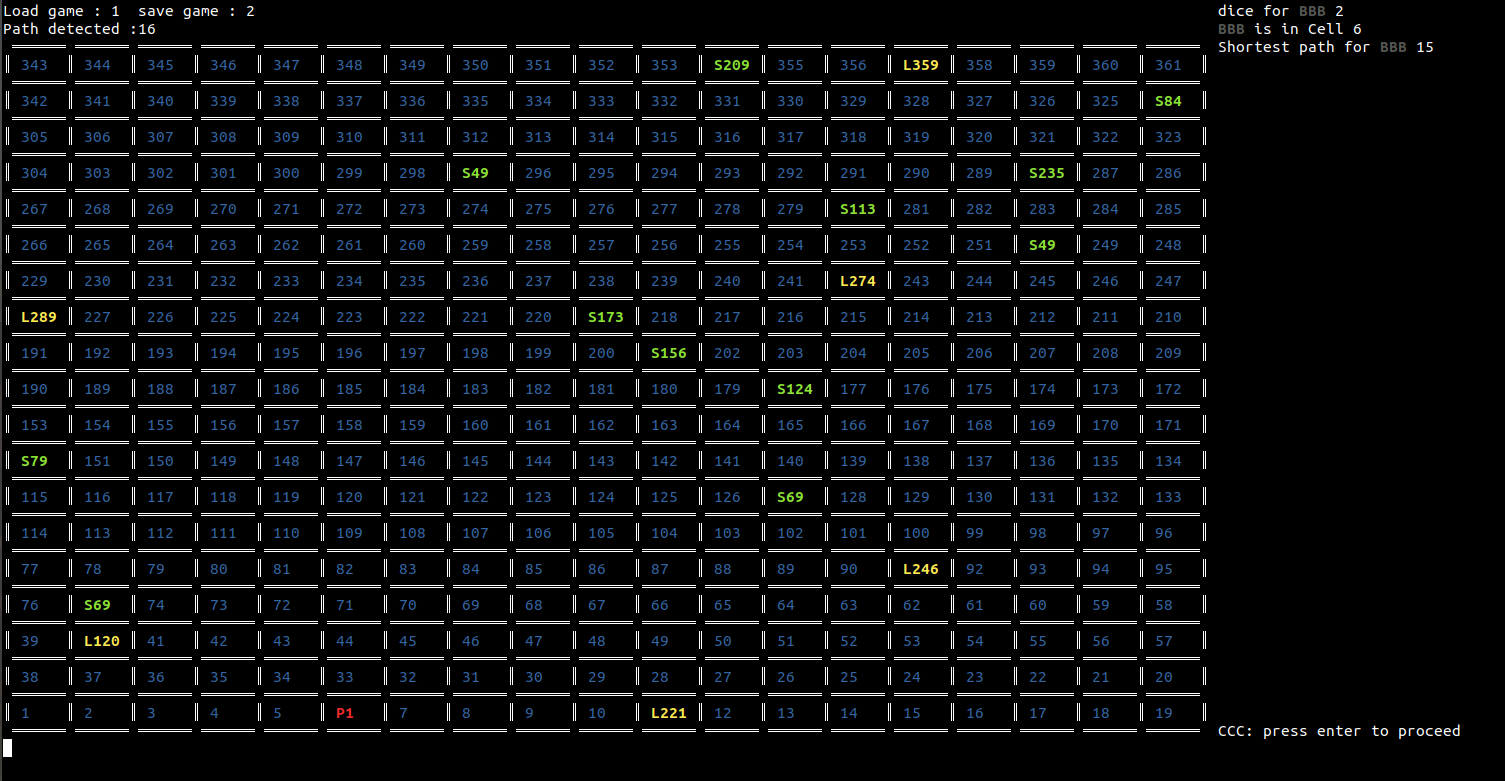 Load game : 1  save game : 2
Path detected :16
343 344 345 346 347 348 349 350 351 352 353 S209 355 356 L359 358 359 360 361
342 341 340 339 338 337 336 335 334 333 332 331 330 329 328 327 326 325 S84
305 306 307 308 309 310 311 312 313 314 315 316 317 318 319 320 321 322 323
304 303 302 301 300 299 298 S49 296 295 294 293 292 291 290 289 S235 287 286
267 268 269 270 271 272 273 274 275 276 277 278 279 S113 281 282 283 284 285
266 265 264 263 262 261 260 259 258 257 256 255 254 253 252 251 S49 249 248
229 230 231 232 233 234 235 236 237 238 239 240 241 L274 243 244 245 246 247
L289 227 226 225 224 223 222 221 220 S173 218 217 216 215 214 213 212 211 210
191 192 193 194 195 196 197 198 199 200 S156 202 203 204 205 206 207 208 209
190 189 188 187 186 185 184 183 182 181 180 179 S124 177 176 175 174 173 172
153 154 155 156 157 158 159 160 161 162 163 164 165 166 167 168 169 170 171
S79 151 150 149 148 147 146 145 144 143 142 141 140 139 138 137 136 135 134
115 116 117 118 119 120 121 122 123 124 125 126 S69 128 129 130 131 132 133
114 113 112 111 110 109 108 107 106 105 104 103 102 101 100 99 98 97 96
77 78 79 80 81 82 83 84 85 86 87 88 89 90 L246 92 93 94 95
76 S69 74 73 72 71 70 69 68 67 66 65 64 63 62 61 60 59 58
39 L120 41 42 43 44 45 46 47 48 49 50 51 52 53 54 55 56 57
38 37 36 35 34 33 32 31 30 29 28 27 26 25 24 23 22 21 20
1 2 3 4 5 P1 7 8 9 10 L221 12 13 14 15 16 17 18 19
dice for BBB 2
BBB is in Cell 6
Shortest path for BBB 15
CCC: press enter to proceed